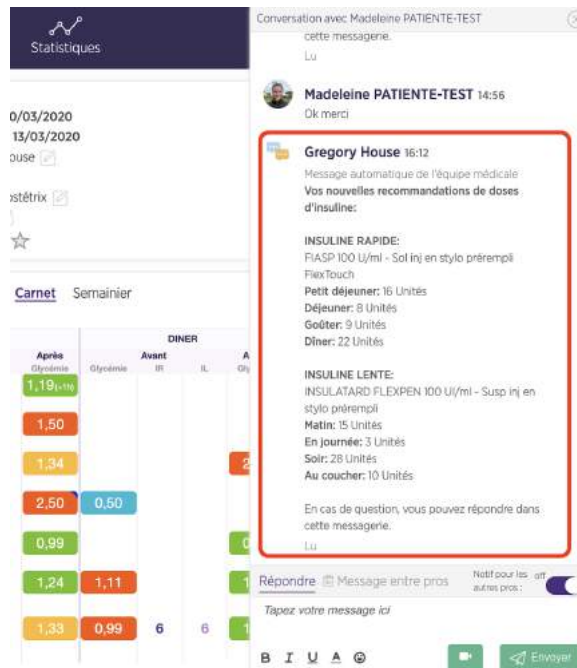 Statistiques
0/03/2020
13/03/2020
ouse
ostétrix
Carnet Semainier
DINER
Après Avant A
Glycémie Glycémie IR IL Gly
1,19
1,50
1,34 2
2,50 0,50
0,99 0
1,24 1,11 1
1,33 0,99 6 6 1
Conversation avec Madeleine PATIENTE-TEST
cette messagerie.
Lu
Madeleine PATIENTE-TEST 14:56
Ok merci
Gregory House 16:12
Message automatique de l'équipe médicale
Vos nouvelles recommandations de doses
d'insuline:
INSULINE RAPIDE:
FIASP 100 U/ml - Sol inj en stylo prérempli
FlexTouch
Petit déjeuner: 16 Unités
Déjeuner: 8 Unités
Goûter: 9 Unités
Dîner: 22 Unités
INSULINE LENTE:
INSULATARD FLEXPEN 100 UI/ml - Susp inj en
stylo prérempli
Matin: 15 Unités
En journée: 3 Unités
Soir: 28 Unités
Au coucher: 10 Unités
En cas de question, vous pouvez répondre dans
cette messagerie.
Lu
Répondre Message entre pros Notif pour les autres pros : off
Tapez votre message ici
B I U A
Envoyer